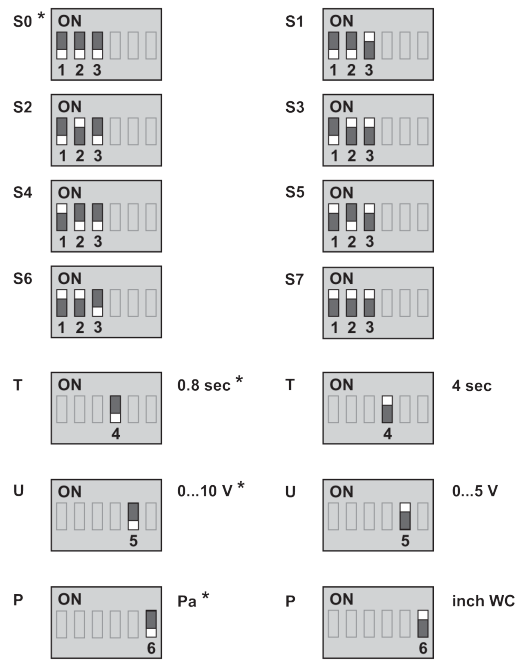 S0 * ON S1 ON
1 2 3 1 2 3
S2 ON S3 ON
1 2 3 1 2 3
S4 ON S5 ON
1 2 3 1 2 3
S6 ON S7 ON
1 2 3 1 2 3
T ON 0.8 sec * T ON 4 sec
4 4
U ON 0...10 V * U ON 0...5 V
5 5
P ON Pa * P ON inch WC
6 6